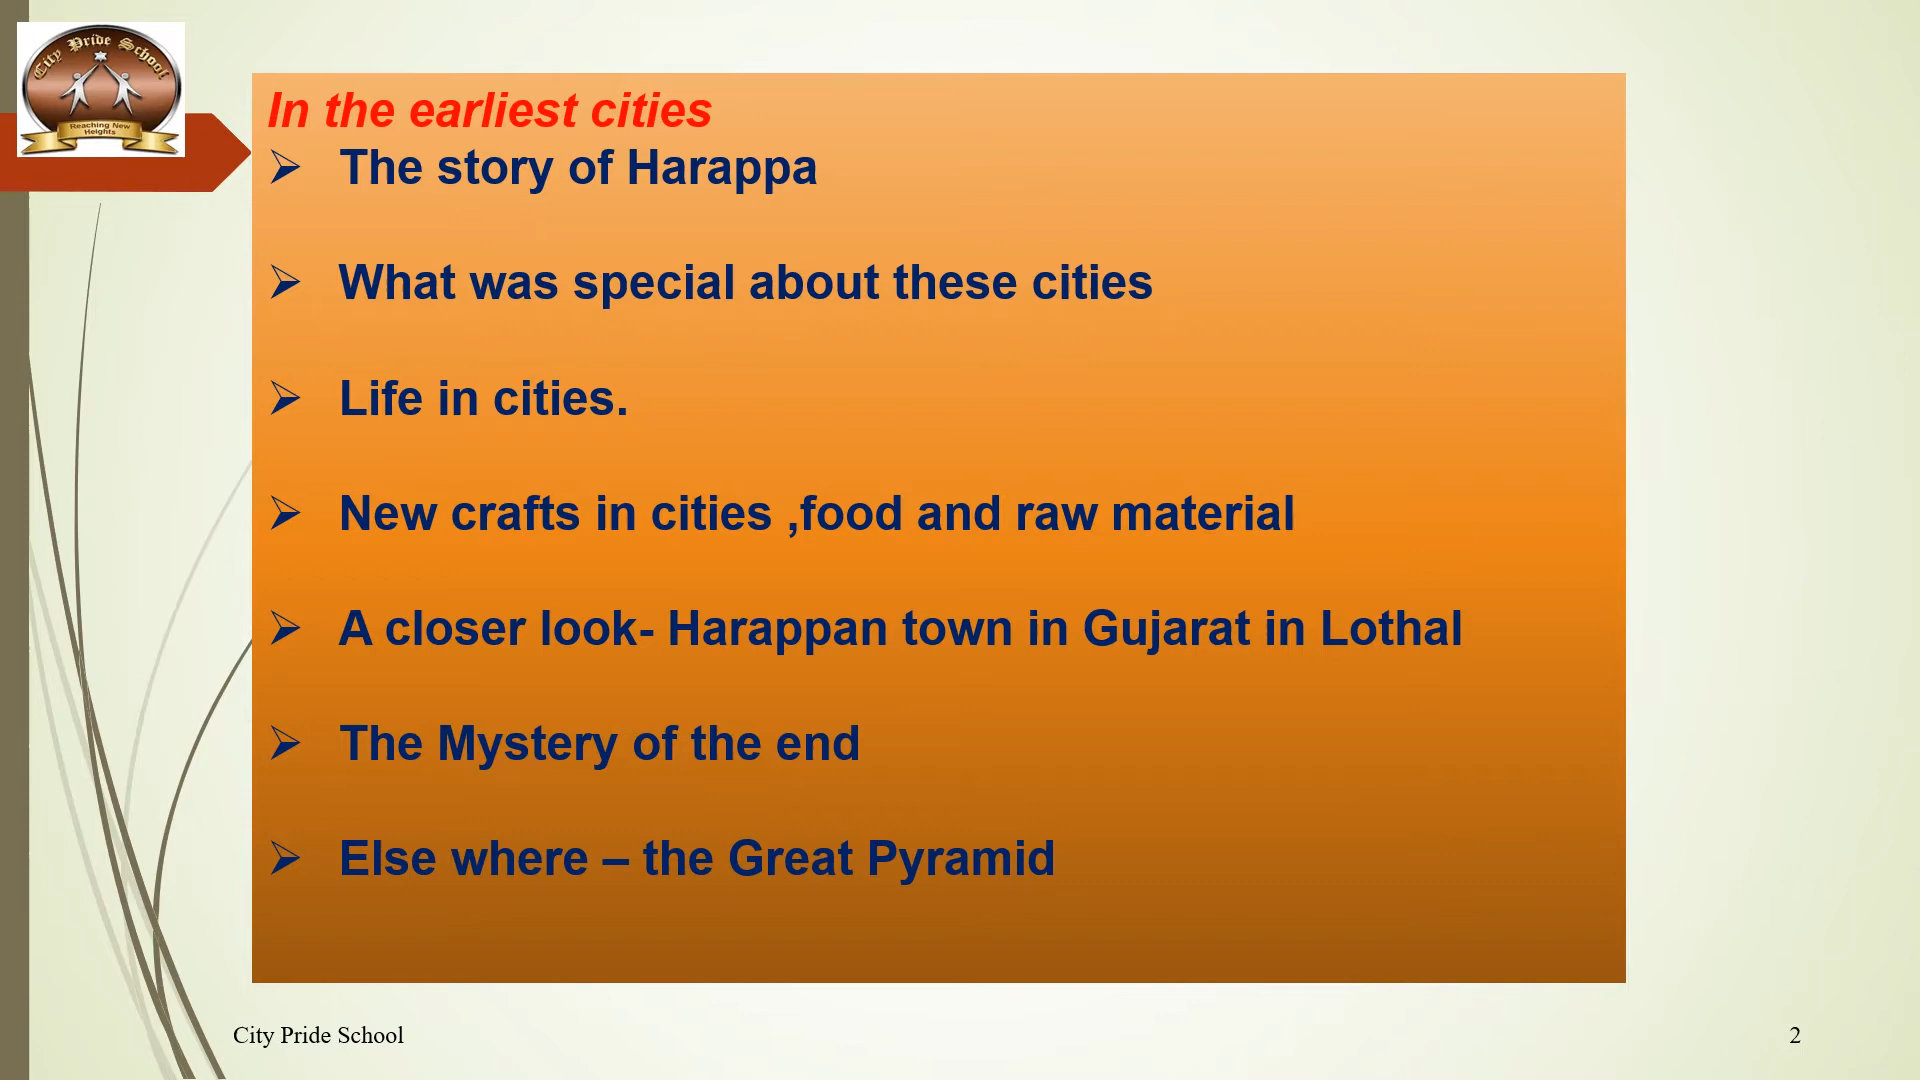 City Pride School
Reaching New
Heights
In the earliest cities
➢ The story of Harappa
➢ What was special about these cities
➢ Life in cities.
➢ New crafts in cities ,food and raw material
➢ A closer look- Harappan town in Gujarat in Lothal
➢ The Mystery of the end
➢ Else where – the Great Pyramid
City Pride School
2